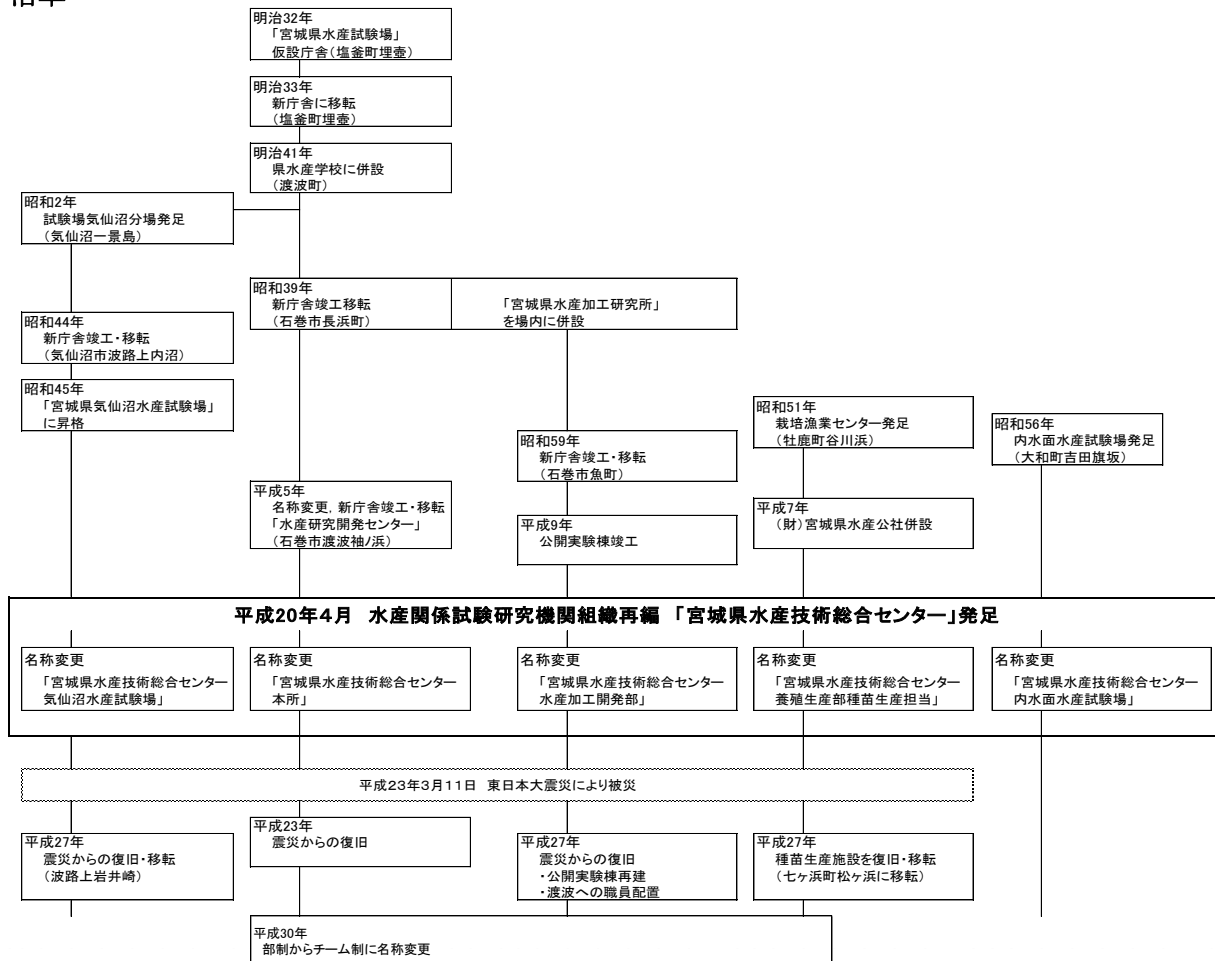 沿革
明治32年
「宮城県水産試験場」
仮設庁舎(塩釜町埋壺)
明治33年
新庁舎に移転
(塩釜町埋壺)
明治41年
県水産学校に併設
(渡波町)
昭和2年
試験場気仙沼分場発足
(気仙沼一景島)
昭和39年
新庁舎竣工移転
(石巻市長浜町)
「宮城県水産加工研究所」
を場内に併設
昭和44年
新庁舎竣工・移転
(気仙沼市波路上内沼)
昭和45年
「宮城県気仙沼水産試験場」
に昇格
昭和51年
栽培漁業センター発足
(牡鹿町谷川浜)
昭和56年
内水面水産試験場発足
(大和町吉田旗坂)
昭和59年
新庁舎竣工・移転
(石巻市魚町)
平成5年
名称変更，新庁舎竣工・移転
「水産研究開発センター」
(石巻市渡波袖ノ浜)
平成7年
(財)宮城県水産公社併設
平成9年
公開実験棟竣工
平成20年4月 水産関係試験研究機関組織再編 「宮城県水産技術総合センター」発足
名称変更
「宮城県水産技術総合センター
気仙沼水産試験場」
名称変更
「宮城県水産技術総合センター
本所」
名称変更
「宮城県水産技術総合センター
水産加工開発部」
名称変更
「宮城県水産技術総合センター
養殖生産部種苗生産担当」
名称変更
「宮城県水産技術総合センター
内水面水産試験場」
平成23年3月11日 東日本大震災により被災
平成27年
震災からの復旧・移転
(波路上岩井崎)
平成23年
震災からの復旧
平成27年
震災からの復旧
・公開実験棟再建
・渡波への職員配置
平成27年
種苗生産施設を復旧・移転
(七ヶ浜町松ヶ浜に移転)
平成30年
部制からチーム制に名称変更